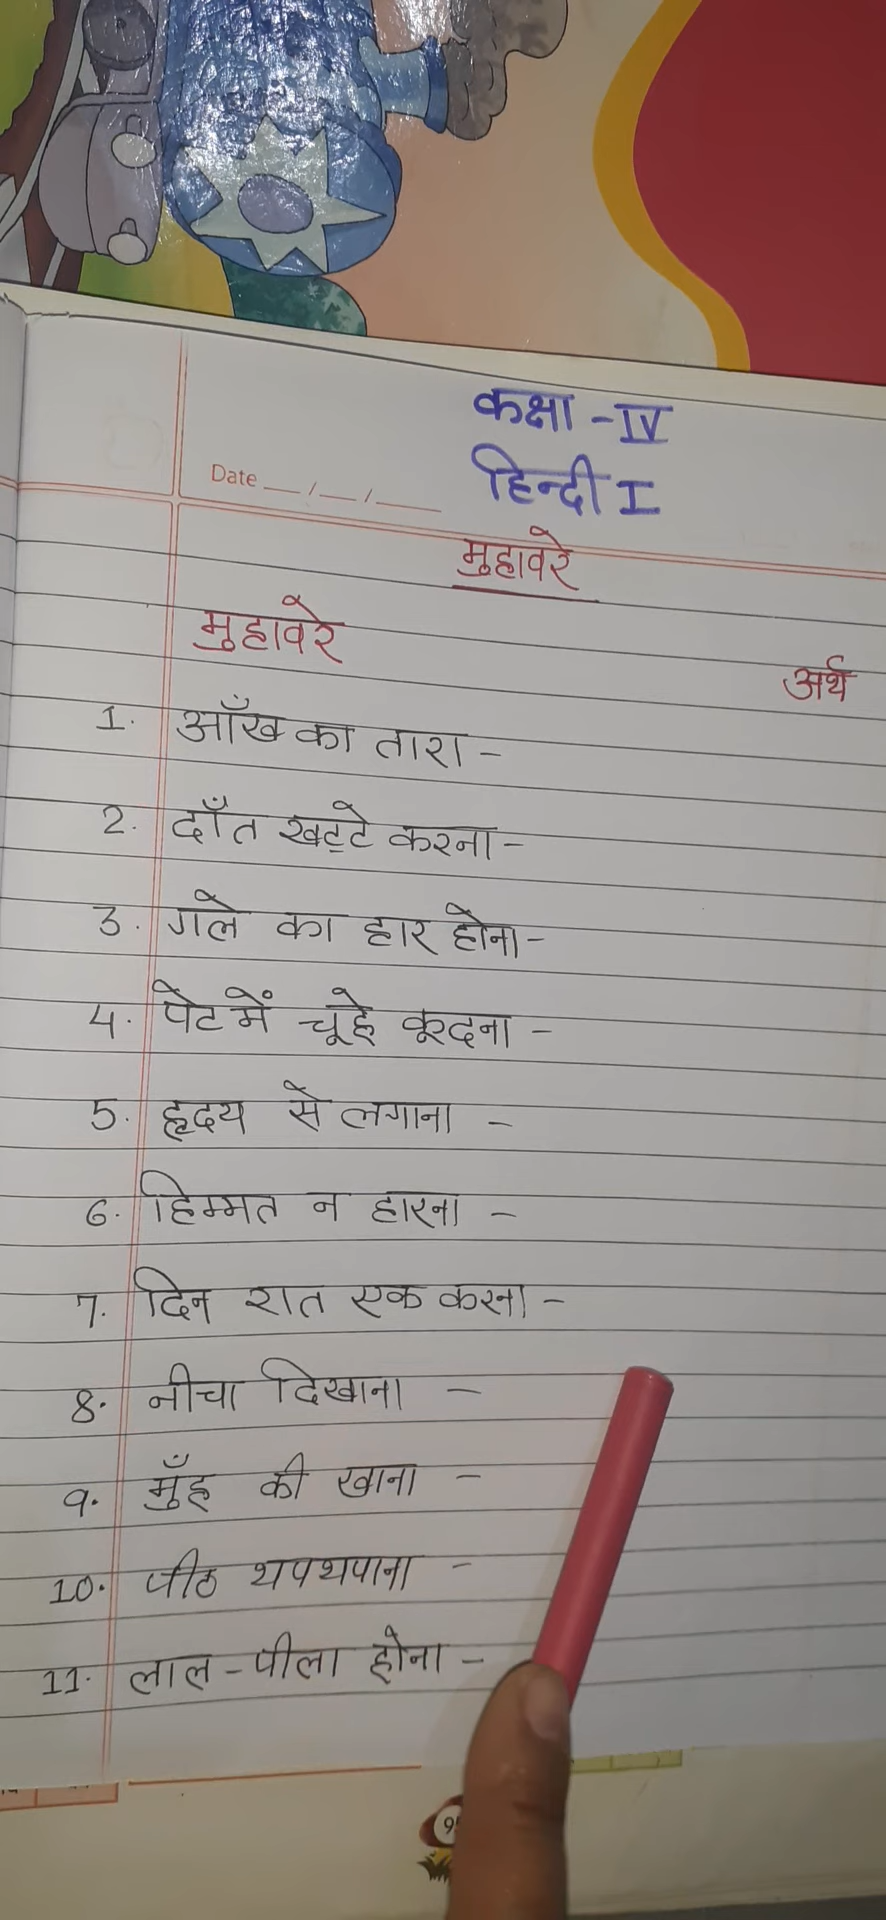 कक्षा - IV
हिन्दी I
Date __/__/____
मुहावरे
मुहावरे अर्थ
1. आँख का तारा -
2. दाँत खट्टे करना -
3. गले का हार होना -
4. पेट में चूहे कूदना -
5. हृदय से लगाना -
6. हिम्मत न हारना -
7. दिन रात एक करना -
8. नीचा दिखाना -
9. मुँह की खाना -
10. पीठ थपथपाना -
11. लाल - पीला होना -